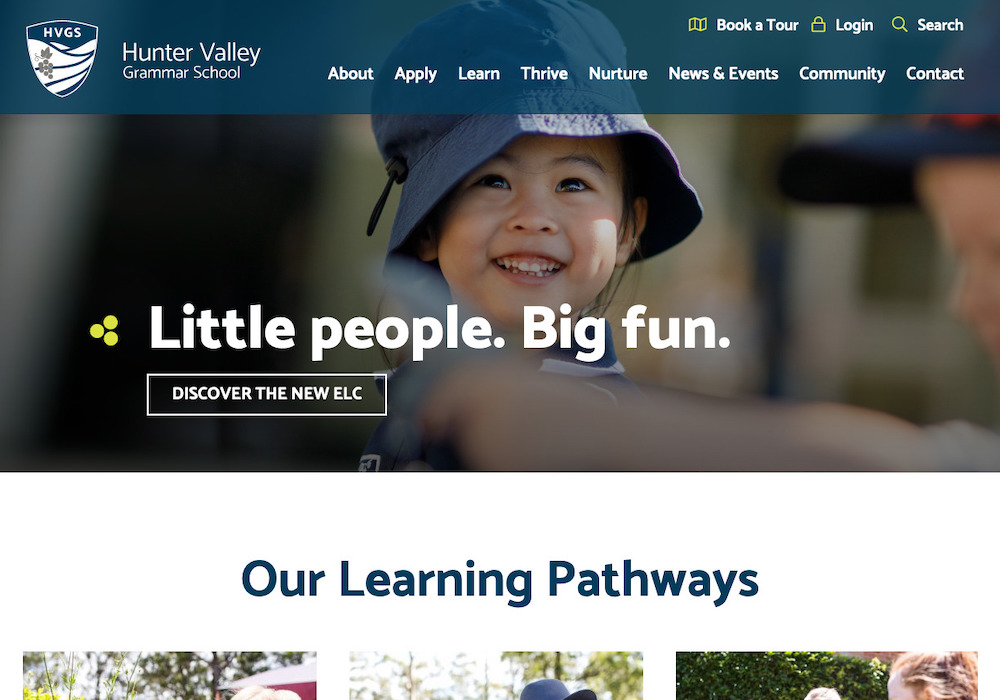 HVGS
Hunter Valley
Grammar School
Book a Tour
Login
Search
About
Apply
Learn
Thrive
Nurture
News & Events
Community
Contact
Little people. Big fun.
DISCOVER THE NEW ELC
Our Learning Pathways